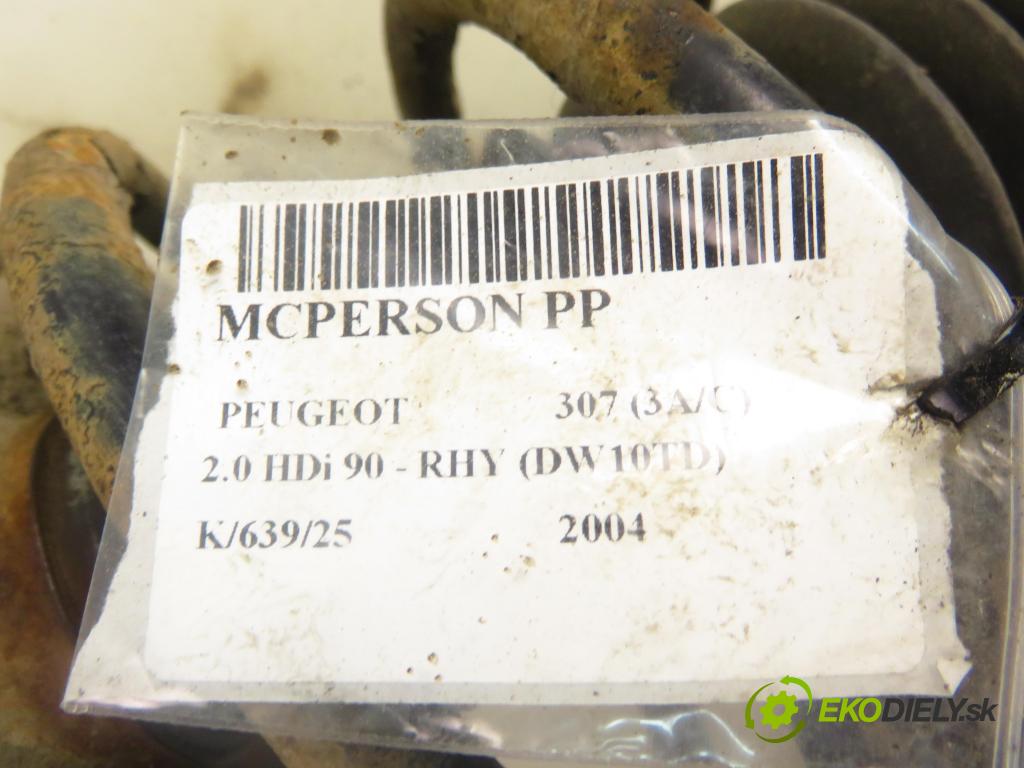 MCPERSON PP
PEUGEOT 307 (3A/C)
2.0 HDi 90 - RHY (DW10TD)
K/639/25 2004
EKODIELY.sk